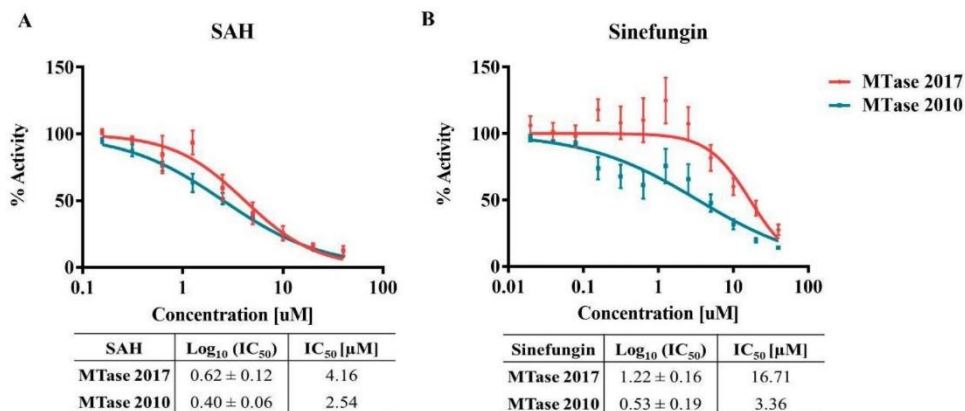 A
SAH
150
100
50
0
% Activity
0.1 1 10 100
Concentration [uM]
SAH Log10 (IC50) IC50 [µM]
MTase 2017 0.62 ± 0.12 4.16
MTase 2010 0.40 ± 0.06 2.54
B
Sinefungin
150
100
50
0
% Activity
0.01 0.1 1 10 100
Concentration [uM]
MTase 2017
MTase 2010
Sinefungin Log10 (IC50) IC50 [µM]
MTase 2017 1.22 ± 0.16 16.71
MTase 2010 0.53 ± 0.19 3.36